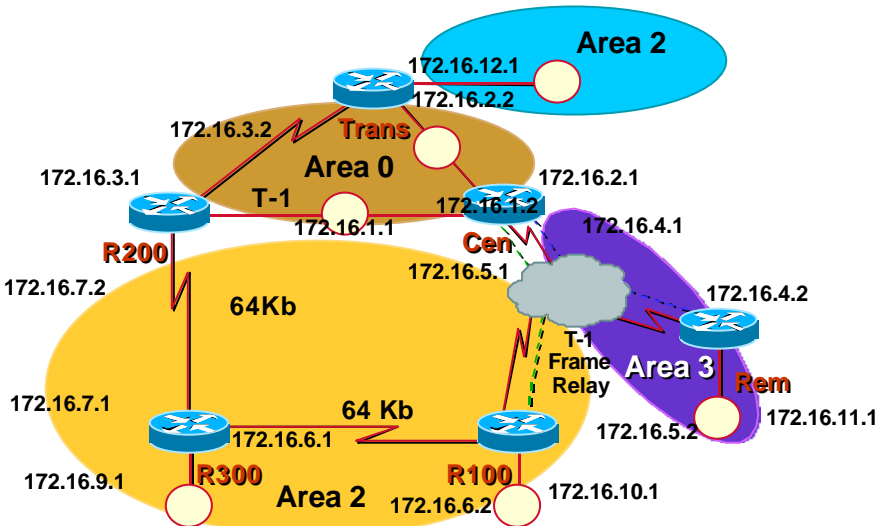 Area 2
172.16.12.1
172.16.2.2
172.16.3.2
Trans
Area 0
172.16.3.1
172.16.2.1
T-1
172.16.1.2
172.16.1.1
172.16.4.1
R200
Cen
172.16.5.1
172.16.7.2
172.16.4.2
64Kb
T-1
Frame
Relay
Area 3
Rem
172.16.7.1
64 Kb
172.16.11.1
172.16.5.2
172.16.6.1
R300
R100
172.16.9.1
Area 2
172.16.6.2
172.16.10.1